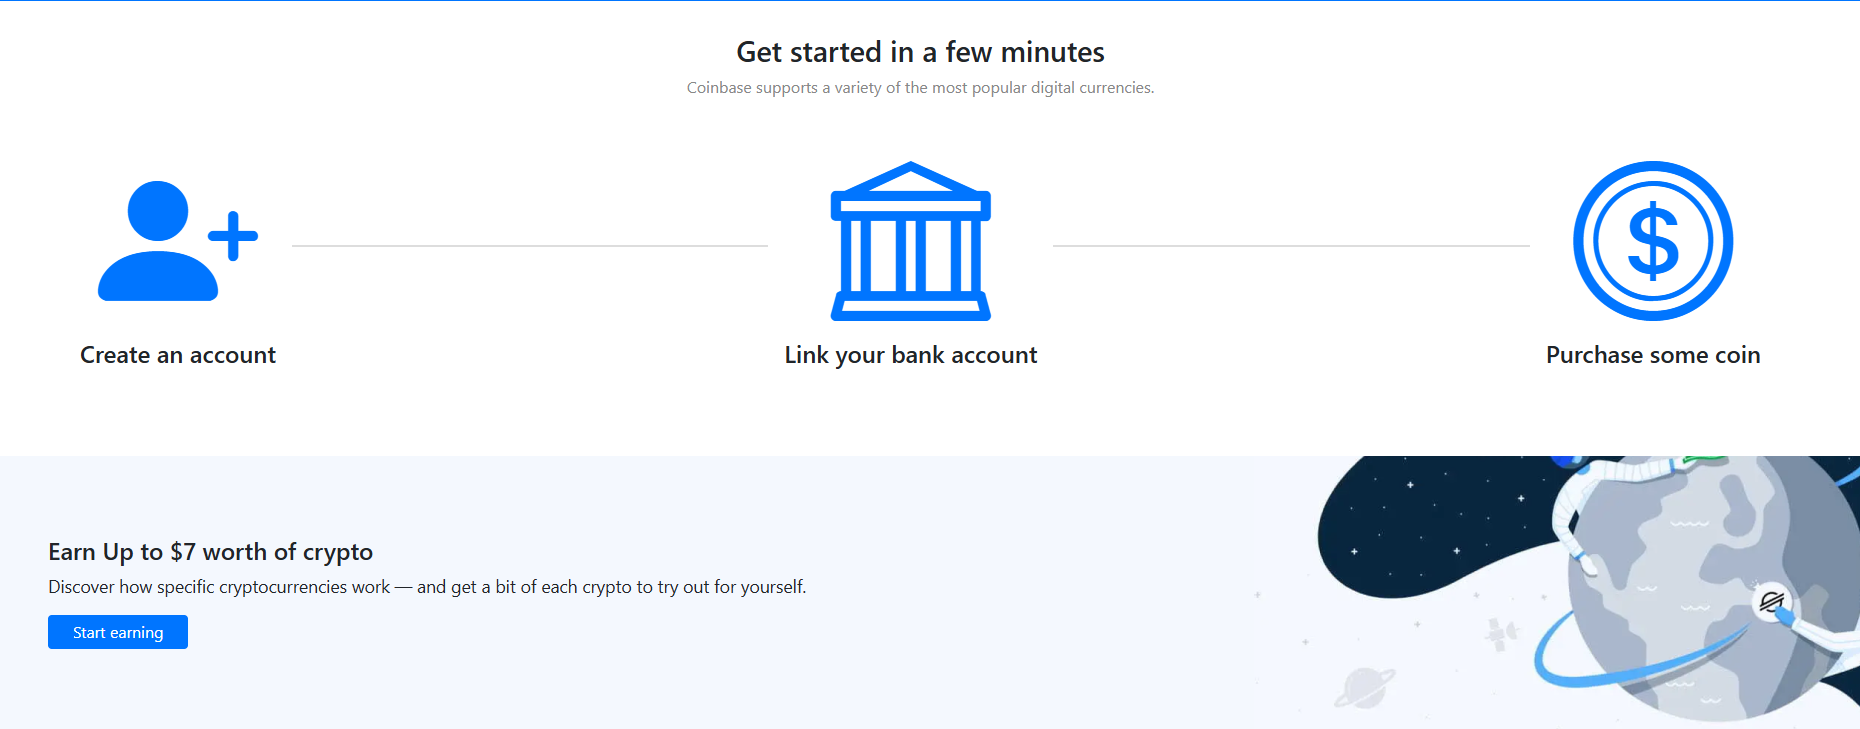 Get started in a few minutes
Coinbase supports a variety of the most popular digital currencies.
Create an account
Link your bank account
Purchase some coin
Earn Up to $7 worth of crypto
Discover how specific cryptocurrencies work — and get a bit of each crypto to try out for yourself.
Start earning